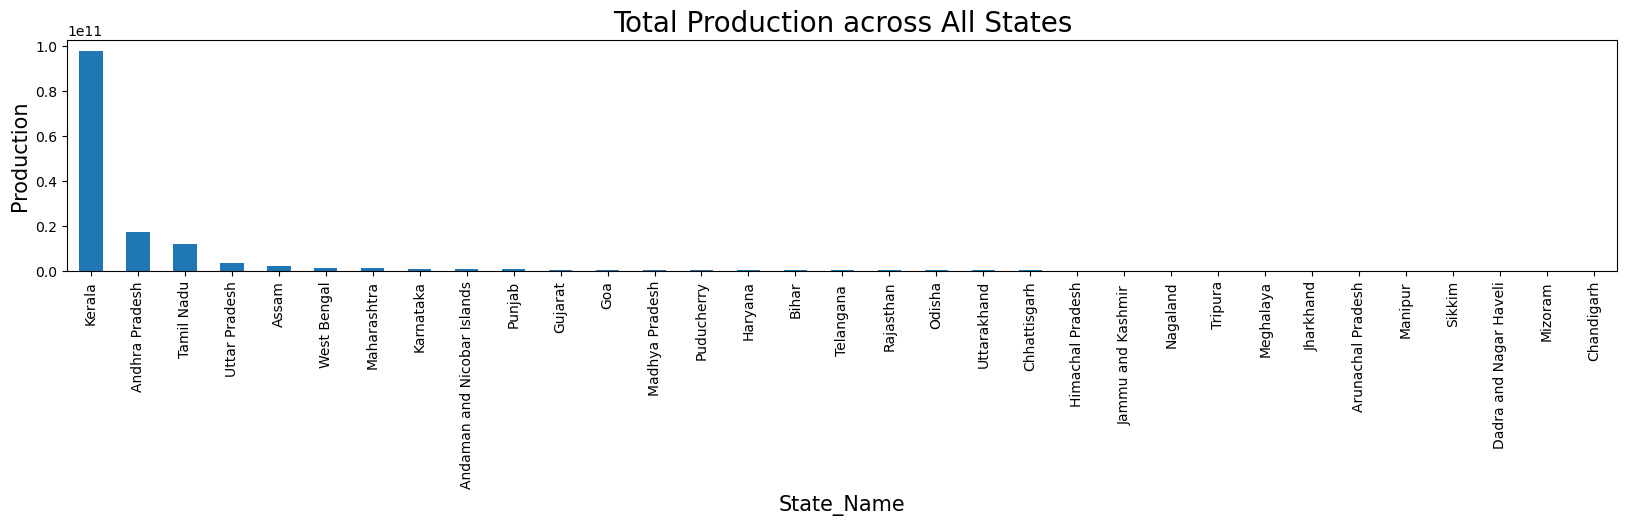 Total Production across All States
1e11
1.0
0.8
0.6
0.4
0.2
0.0
Production
Kerala
Andhra Pradesh
Tamil Nadu
Uttar Pradesh
Assam
West Bengal
Maharashtra
Karnataka
Andaman and Nicobar Islands
Punjab
Gujarat
Goa
Madhya Pradesh
Puducherry
Haryana
Bihar
Telangana
Rajasthan
Odisha
Uttarakhand
Chhattisgarh
Himachal Pradesh
Jammu and Kashmir
Nagaland
Tripura
Meghalaya
Jharkhand
Arunachal Pradesh
Manipur
Sikkim
Dadra and Nagar Haveli
Mizoram
Chandigarh
State_Name